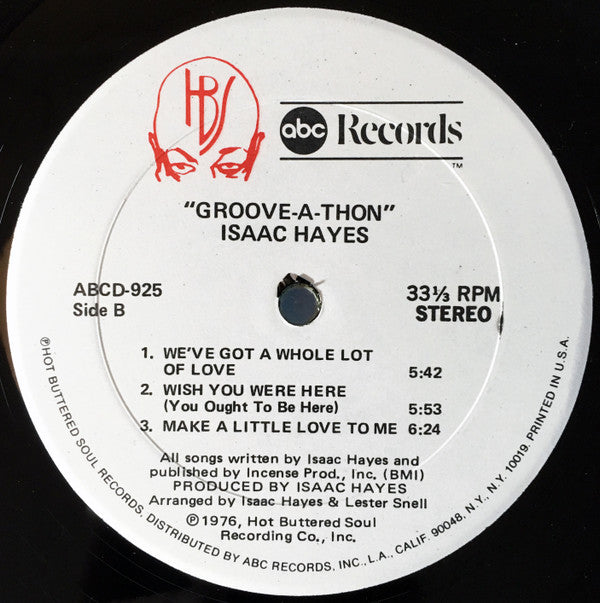 HBS
abc Records
™
"GROOVE-A-THON"
ISAAC HAYES
ABCD-925
Side B
33⅓ RPM
STEREO
1. WE'VE GOT A WHOLE LOT
OF LOVE 5:42
2. WISH YOU WERE HERE
(You Ought To Be Here) 5:53
3. MAKE A LITTLE LOVE TO ME 6:24
All songs written by Isaac Hayes and
published by Incense Prod., Inc. (BMI)
PRODUCED BY ISAAC HAYES
Arranged by Isaac Hayes & Lester Snell
℗1976, Hot Buttered Soul
Recording Co., Inc.
℗HOT BUTTERED SOUL RECORDS. DISTRIBUTED BY ABC RECORDS, INC., L.A., CALIF. 90048, N.Y., N.Y. 10019. PRINTED IN U.S.A.